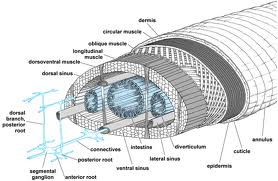 dermis
circular muscle
oblique muscle
longitudinal
muscle
dorsoventral muscle
dorsal sinus
dorsal
branch,
posterior
root
connectives
posterior root
segmental
ganglion
anterior root
ventral sinus
intestine
lateral sinus
diverticulum
epidermis
cuticle
annulus